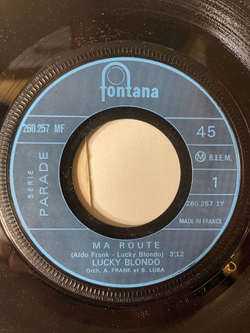 fontana
260.257 MF
45
SÉRIE
PARADE
M B.I.E.M.
1
260.257 1Y
MADE IN FRANCE
MA ROUTE
(Aldo Frank - Lucky Blondo) 3'12
LUCKY BLONDO
Orch. A. FRANK et B. LUBA